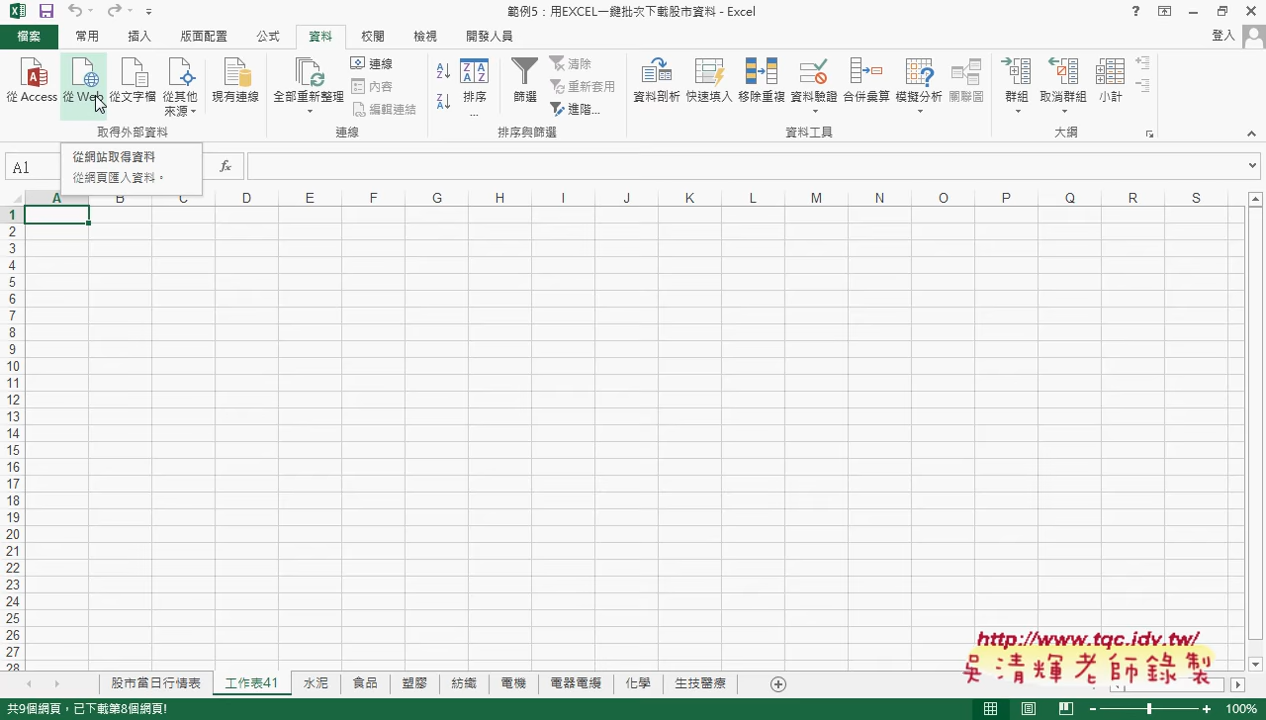 範例5：用EXCEL一鍵批次下載股市資料 - Excel
檔案 常用 插入 版面配置 公式 資料 校閱 檢視 開發人員 登入
從 Access 從 Web 從文字檔 從其他來源 現有連線 全部重新整理 連線 內容 編輯連結 排序... 篩選 清除 重新套用 進階... 資料剖析 快速填入 移除重複 資料驗證 合併彙算 模擬分析 關聯圖 群組 取消群組 小計
取得外部資料 連線 排序與篩選 資料工具 大綱
從網站取得資料
從網頁匯入資料。
A1 fx
A B C D E F G H I J K L M N O P Q R S
1
2
3
4
5
6
7
8
9
10
11
12
13
14
15
16
17
18
19
20
21
22
23
24
25
26
27
28
http://www.tqc.idv.tw/
吳清輝老師錄製
股市當日行情表 工作表41 水泥 食品 塑膠 紡織 電機 電器電纜 化學 生技醫療
共9個網頁，已下載第8個網頁! 100%